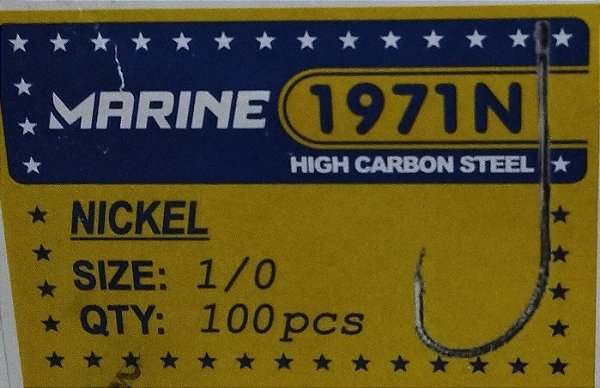 MARINE 1971N
HIGH CARBON STEEL
NICKEL
SIZE: 1/0
QTY: 100pcs